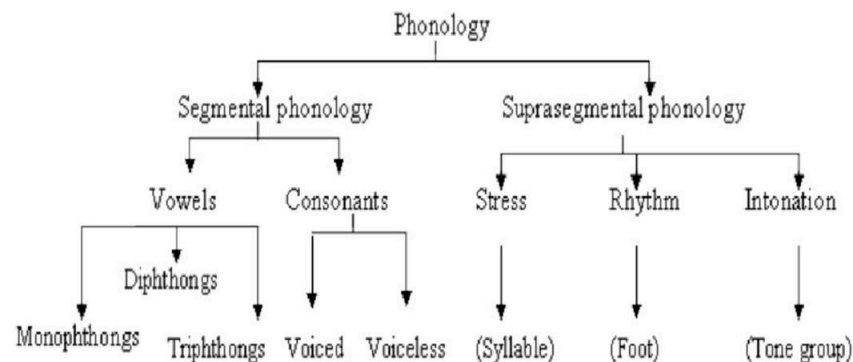 Phonology
Segmental phonology Suprasegmental phonology
Vowels Consonants Stress Rhythm Intonation
Diphthongs
Monophthongs Triphthongs Voiced Voiceless (Syllable) (Foot) (Tone group)